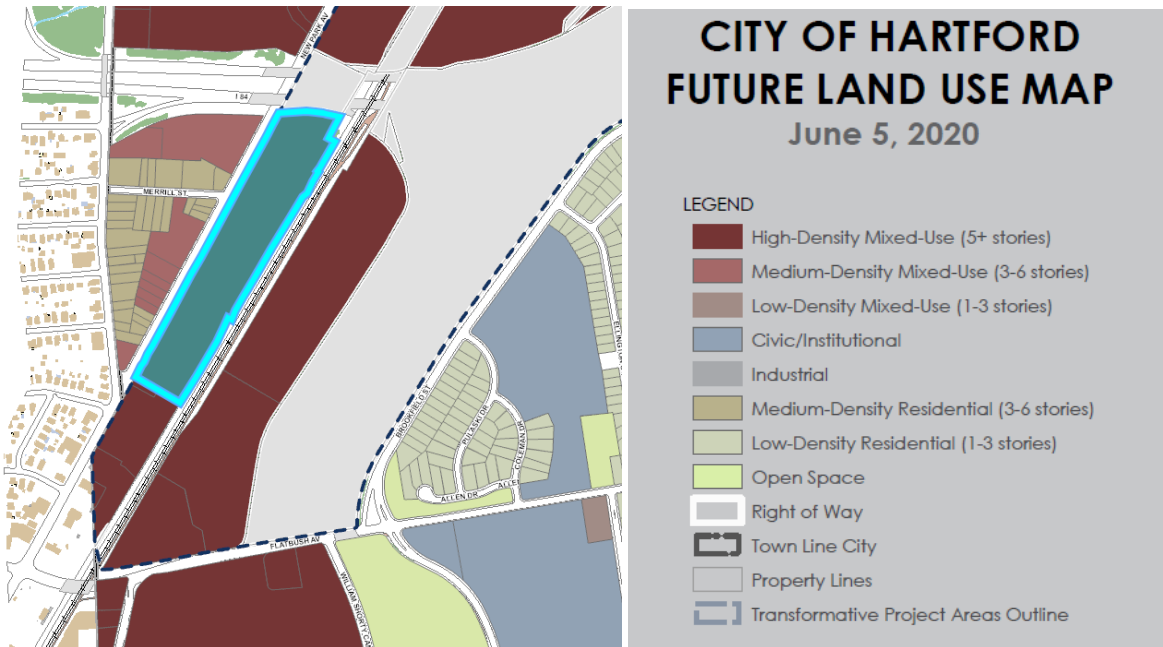 NEW PARK AV
I 84
MERRILL ST
BROOKFIELD ST
PULASKI DR
COLEMAN DR
ALLEN DR
FLATBUSH AV
CITY OF HARTFORD
FUTURE LAND USE MAP
June 5, 2020
LEGEND
High-Density Mixed-Use (5+ stories)
Medium-Density Mixed-Use (3-6 stories)
Low-Density Mixed-Use (1-3 stories)
Civic/Institutional
Industrial
Medium-Density Residential (3-6 stories)
Low-Density Residential (1-3 stories)
Open Space
Right of Way
Town Line City
Property Lines
Transformative Project Areas Outline